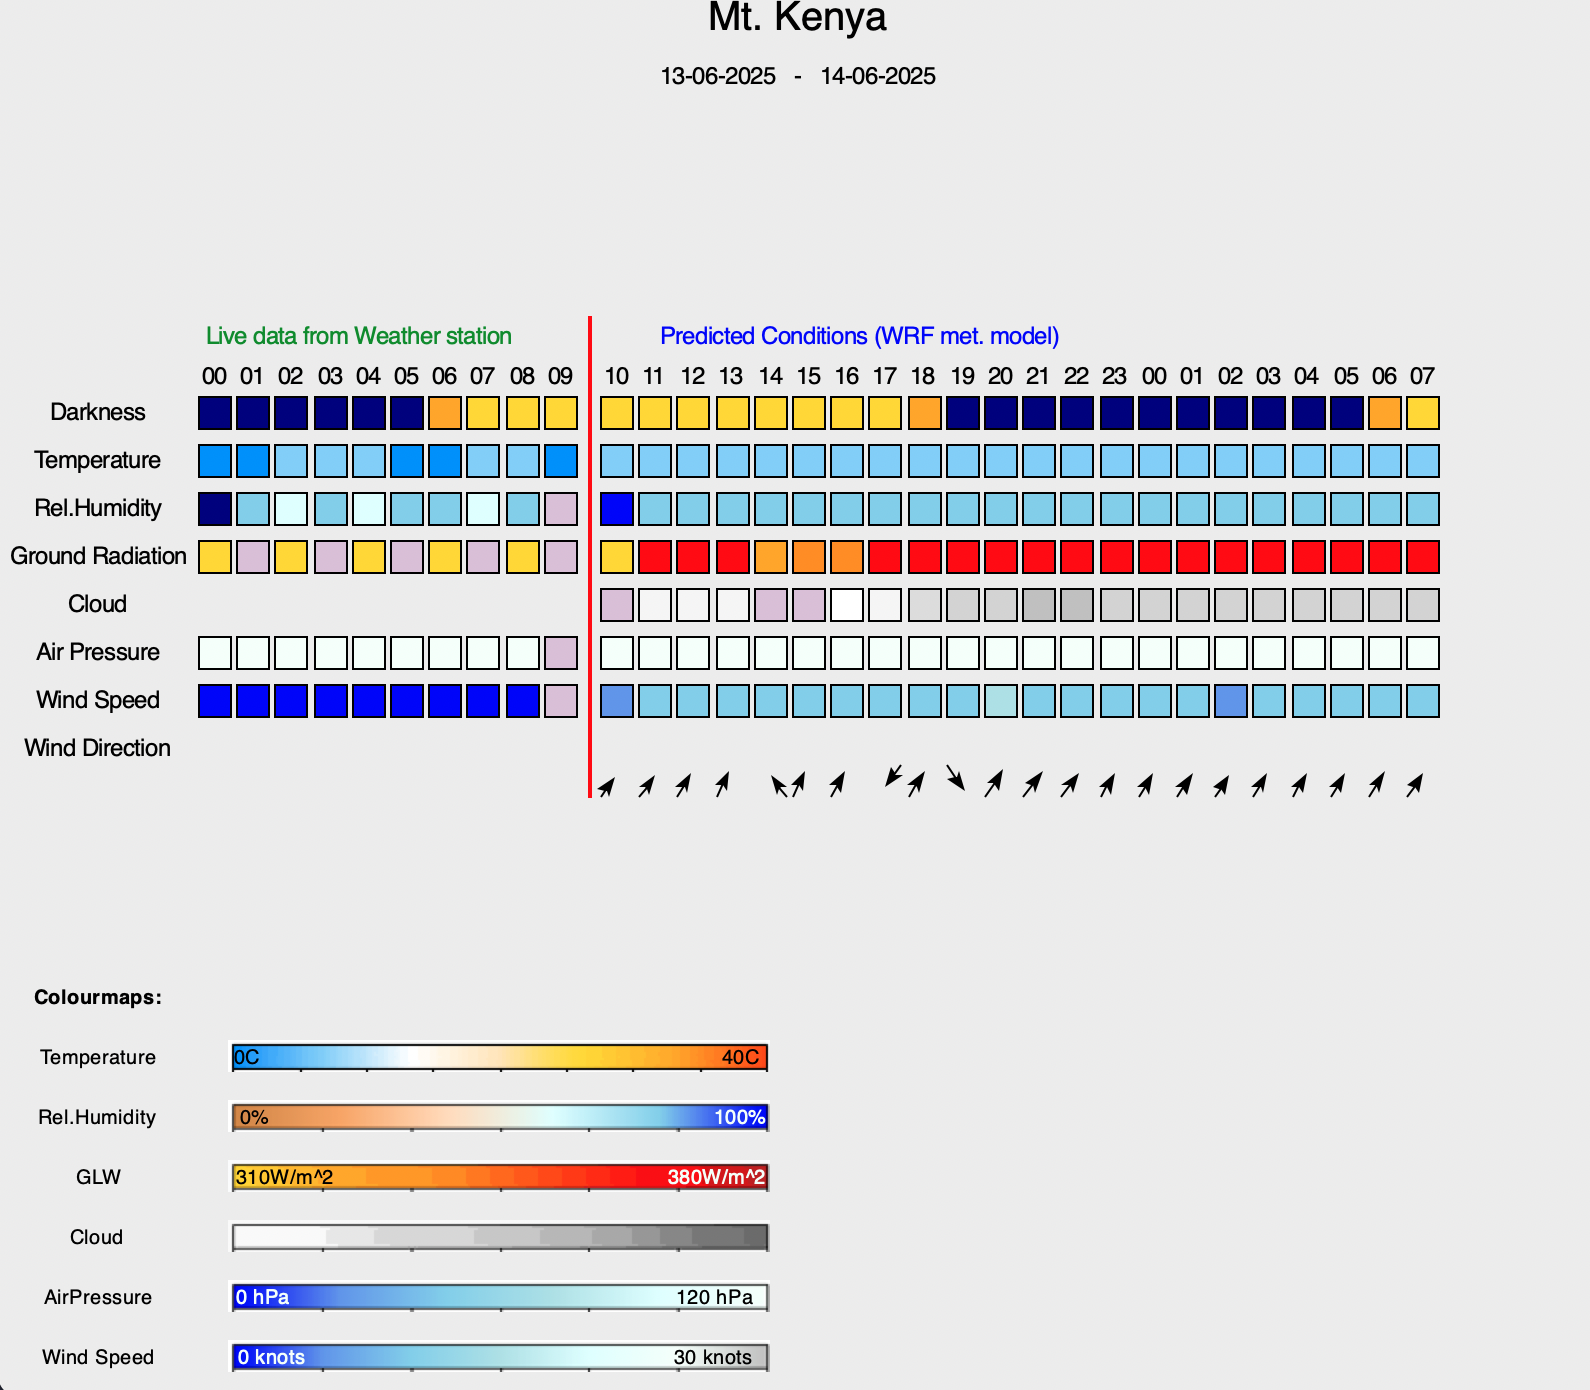 Mt. Kenya
13-06-2025 - 14-06-2025
Live data from Weather station Predicted Conditions (WRF met. model)
00 01 02 03 04 05 06 07 08 09 10 11 12 13 14 15 16 17 18 19 20 21 22 23 00 01 02 03 04 05 06 07
Darkness
Temperature
Rel.Humidity
Ground Radiation
Cloud
Air Pressure
Wind Speed
Wind Direction
Colourmaps:
Temperature 0C 40C
Rel.Humidity 0% 100%
GLW 310W/m^2 380W/m^2
Cloud
AirPressure 0 hPa 120 hPa
Wind Speed 0 knots 30 knots